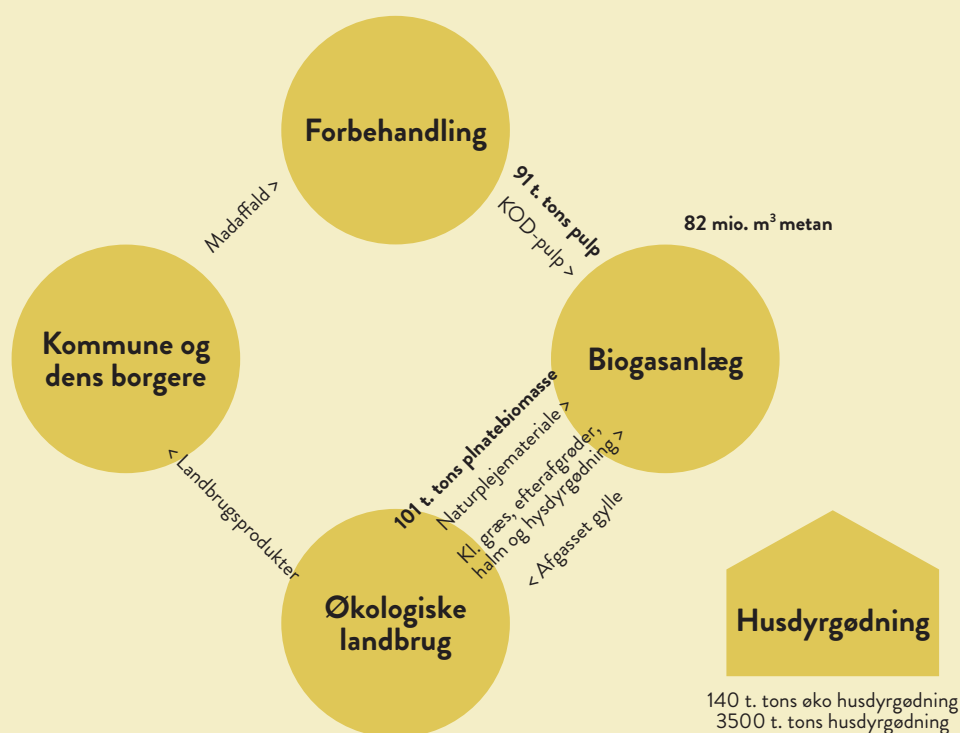 Forbehandling
Madaffald >
91 t. tons pulp
KOD-pulp >
82 mio. m³ metan
Kommune og
dens borgere
Biogasanlæg
101 t. tons plnatebiomasse
Naturplejemateriale >
Kl. græs, efterafgrøder,
halm og hysdyrgødning >
< Afgasset gylle
< Landbrugsprodukter
Økologiske
landbrug
Husdyrgødning
140 t. tons øko husdyrgødning
3500 t. tons husdyrgødning